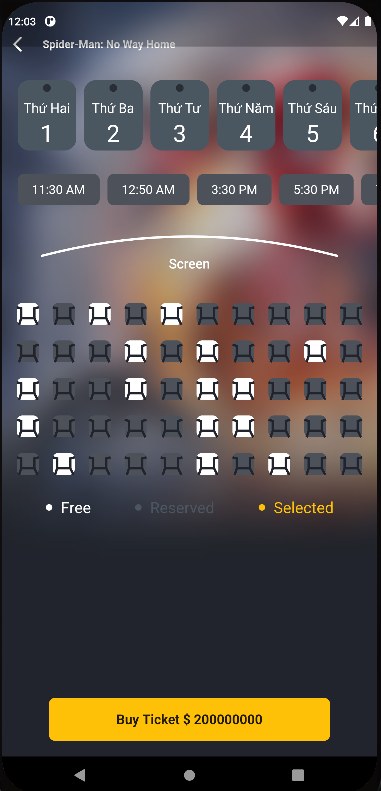 12:03
Spider-Man: No Way Home
Thứ Hai Thứ Ba Thứ Tư Thứ Năm Thứ Sáu Thứ
1 2 3 4 5 6
11:30 AM 12:50 AM 3:30 PM 5:30 PM
Screen
Free Reserved Selected
Buy Ticket $ 200000000